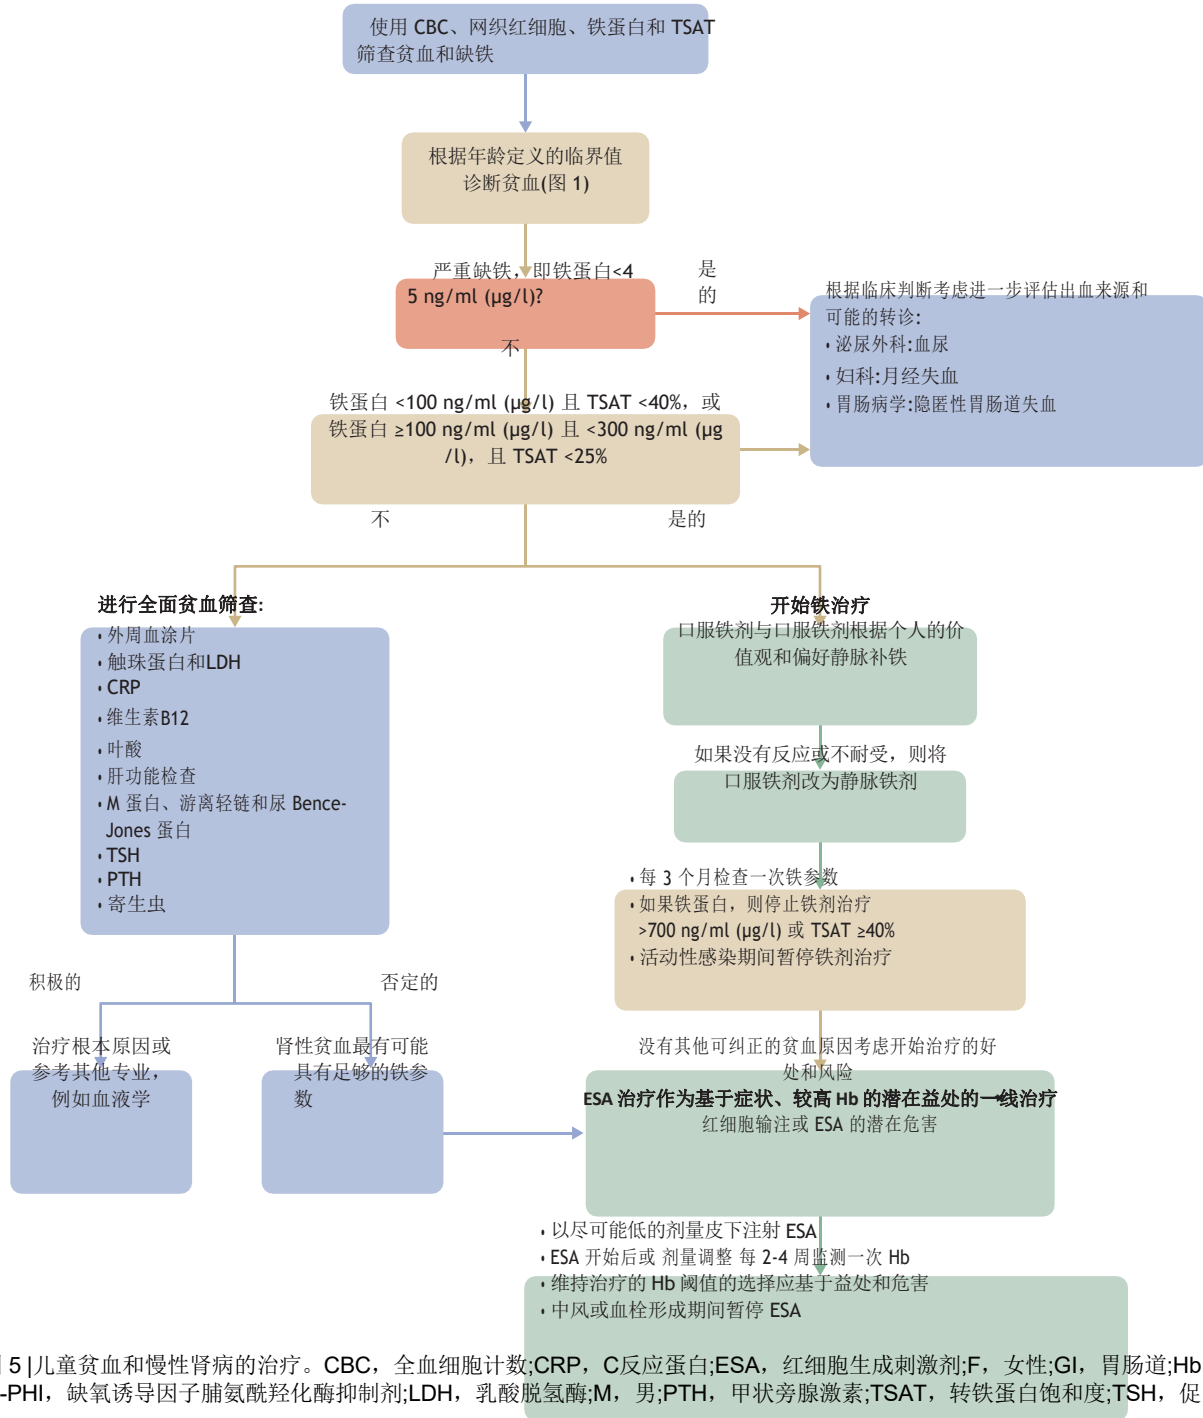 使用 CBC、网织红细胞、铁蛋白和 TSAT
筛查贫血和缺铁
根据年龄定义的临界值
诊断贫血(图 1)
严重缺铁，即铁蛋白<4
5 ng/ml (µg/l)?
是
的
不
根据临床判断考虑进一步评估出血来源和
可能的转诊:
• 泌尿外科:血尿
• 妇科:月经失血
• 胃肠病学:隐匿性胃肠道失血
铁蛋白 <100 ng/ml (µg/l) 且 TSAT <40%，或
铁蛋白 ≥100 ng/ml (µg/l) 且 <300 ng/ml (µg
/l)，且 TSAT <25%
不
是的
进行全面贫血筛查:
• 外周血涂片
• 触珠蛋白和LDH
• CRP
• 维生素B12
• 叶酸
• 肝功能检查
• M 蛋白、游离轻链和尿 Bence-
Jones 蛋白
• TSH
• PTH
• 寄生虫
开始铁治疗
口服铁剂与口服铁剂根据个人的价
值观和偏好静脉补铁
如果没有反应或不耐受，则将
口服铁剂改为静脉铁剂
• 每 3 个月检查一次铁参数
• 如果铁蛋白，则停止铁剂治疗
>700 ng/ml (µg/l) 或 TSAT ≥40%
• 活动性感染期间暂停铁剂治疗
积极的
否定的
治疗根本原因或
参考其他专业，
例如血液学
肾性贫血最有可能
具有足够的铁参
数
没有其他可纠正的贫血原因考虑开始治疗的好
处和风险
ESA 治疗作为基于症状、较高 Hb 的潜在益处的一线治疗
红细胞输注或 ESA 的潜在危害
• 以尽可能低的剂量皮下注射 ESA
• ESA 开始后或 剂量调整 每 2-4 周监测一次 Hb
• 维持治疗的 Hb 阈值的选择应基于益处和危害
• 中风或血栓形成期间暂停 ESA
5 |儿童贫血和慢性肾病的治疗。CBC，全血细胞计数;CRP，C反应蛋白;ESA，红细胞生成刺激剂;F，女性;GI，胃肠道;Hb
-PHI，缺氧诱导因子脯氨酰羟化酶抑制剂;LDH，乳酸脱氢酶;M，男;PTH，甲状旁腺激素;TSAT，转铁蛋白饱和度;TSH，促